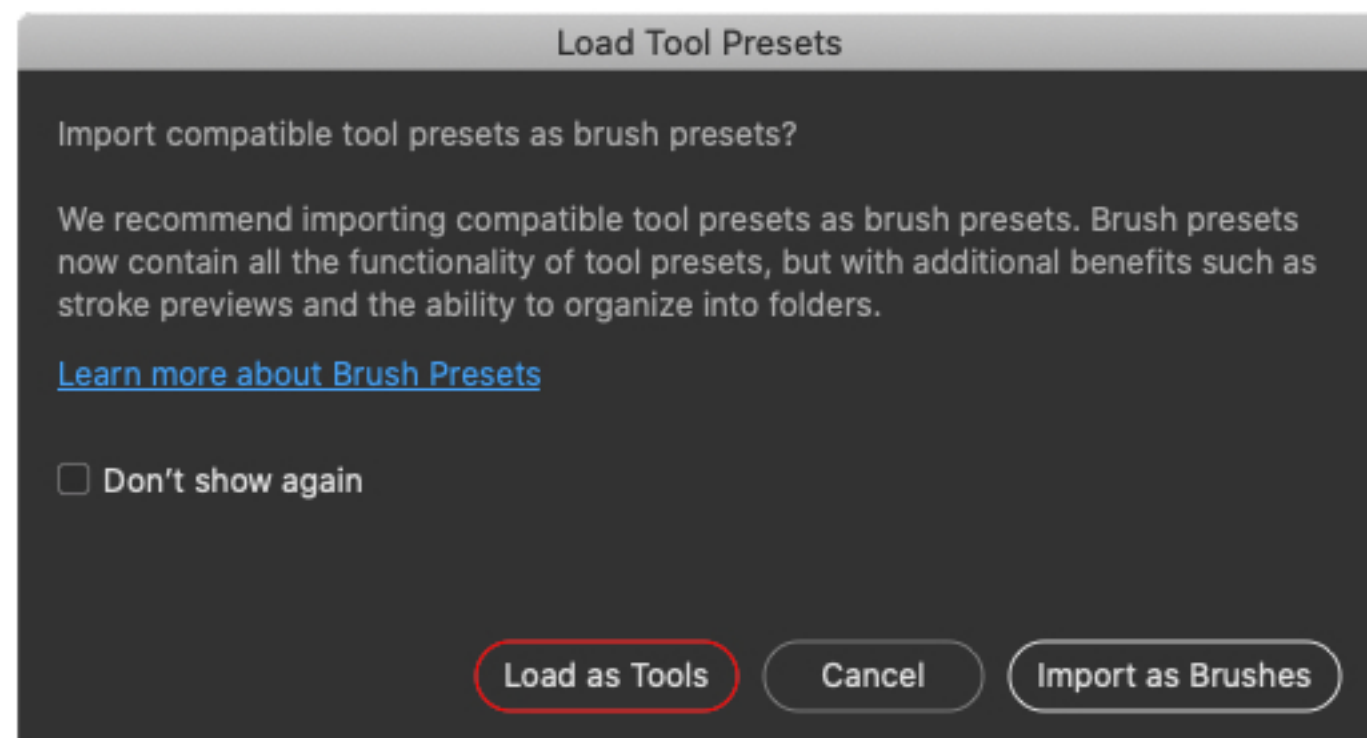 Load Tool Presets
Import compatible tool presets as brush presets?
We recommend importing compatible tool presets as brush presets. Brush presets
now contain all the functionality of tool presets, but with additional benefits such as
stroke previews and the ability to organize into folders.
Learn more about Brush Presets
Don’t show again
Load as Tools Cancel Import as Brushes